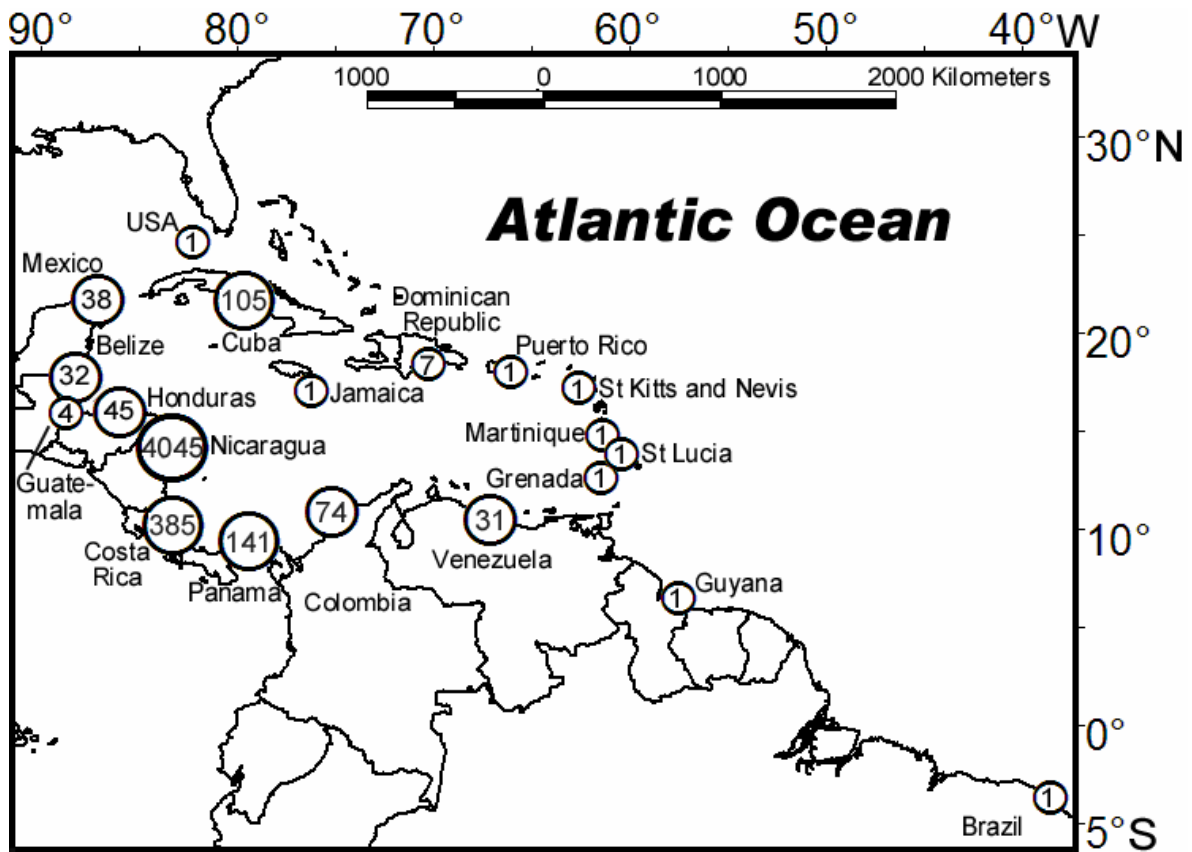 90° 80° 70° 60° 50° 40°W
1000 0 1000 2000 Kilometers
30°N
Atlantic Ocean
USA
1
Mexico
38
105
Cuba
Dominican
Republic
7
20°
Puerto Rico
1
Belize
32
1
Jamaica
1
St Kitts and Nevis
Honduras
45
4
Guate-
mala
4045
Nicaragua
Martinique
1
1
St Lucia
Grenada
1
385
Costa
Rica
141
Panama
74
Colombia
31
Venezuela
10°
1
Guyana
0°
1
Brazil
5°S